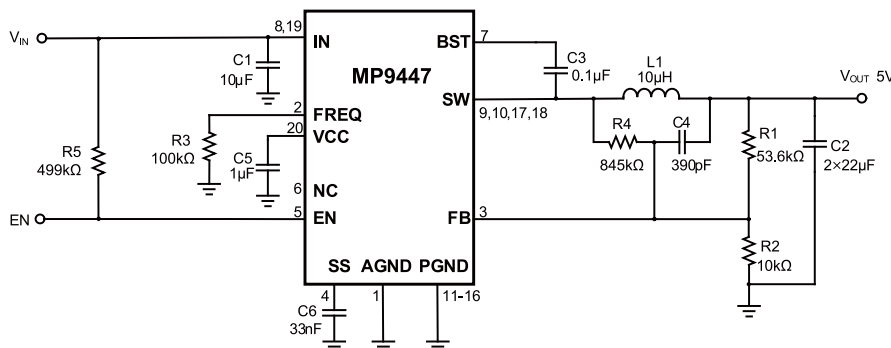 8,19
7
V_IN
IN
BST
C1
10µF
C3
0.1µF
L1
10µH
V_OUT 5V
MP9447
SW
9,10,17,18
2
FREQ
20
VCC
R3
100kΩ
C5
1µF
R4
845kΩ
C4
390pF
R1
53.6kΩ
C2
2×22µF
R5
499kΩ
6
NC
EN
5
EN
FB
3
R2
10kΩ
SS
AGND
PGND
4
1
11-16
C6
33nF